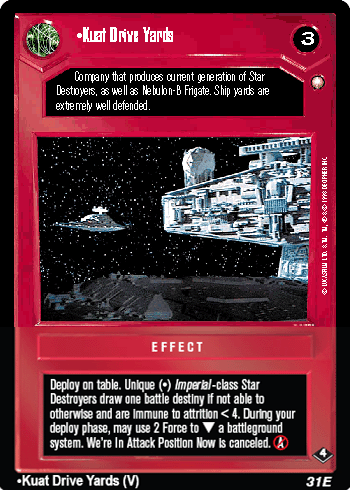 •Kuat Drive Yards
3
Company that produces current generation of Star
Destroyers, as well as Nebulon-B Frigate. Ship yards are
extremely well defended.
EFFECT
Deploy on table. Unique (•) Imperial-class Star
Destroyers draw one battle destiny if not able to
otherwise and are immune to attrition < 4. During your
deploy phase, may use 2 Force to ▼ a battleground
system. We're In Attack Position Now is canceled. A
4
•Kuat Drive Yards (V)
31E